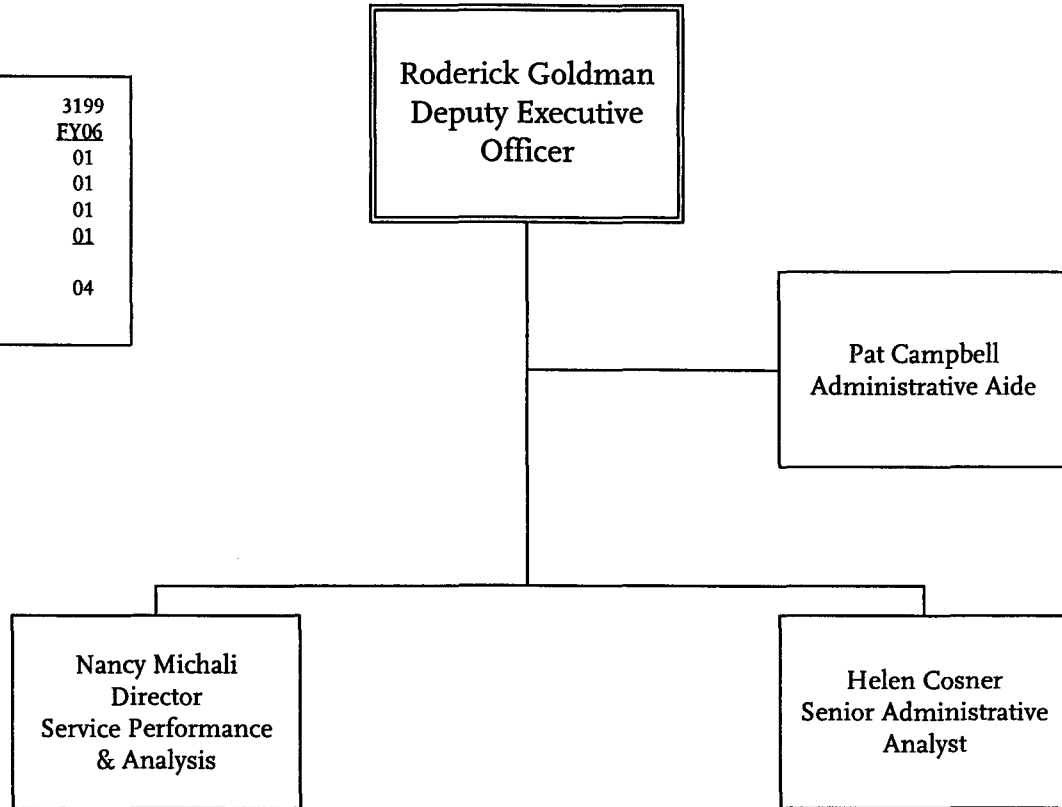 3199
FY06
01
01
01
01
04
Roderick Goldman
Deputy Executive
Officer
Pat Campbell
Administrative Aide
Nancy Michali
Director
Service Performance
& Analysis
Helen Cosner
Senior Administrative
Analyst